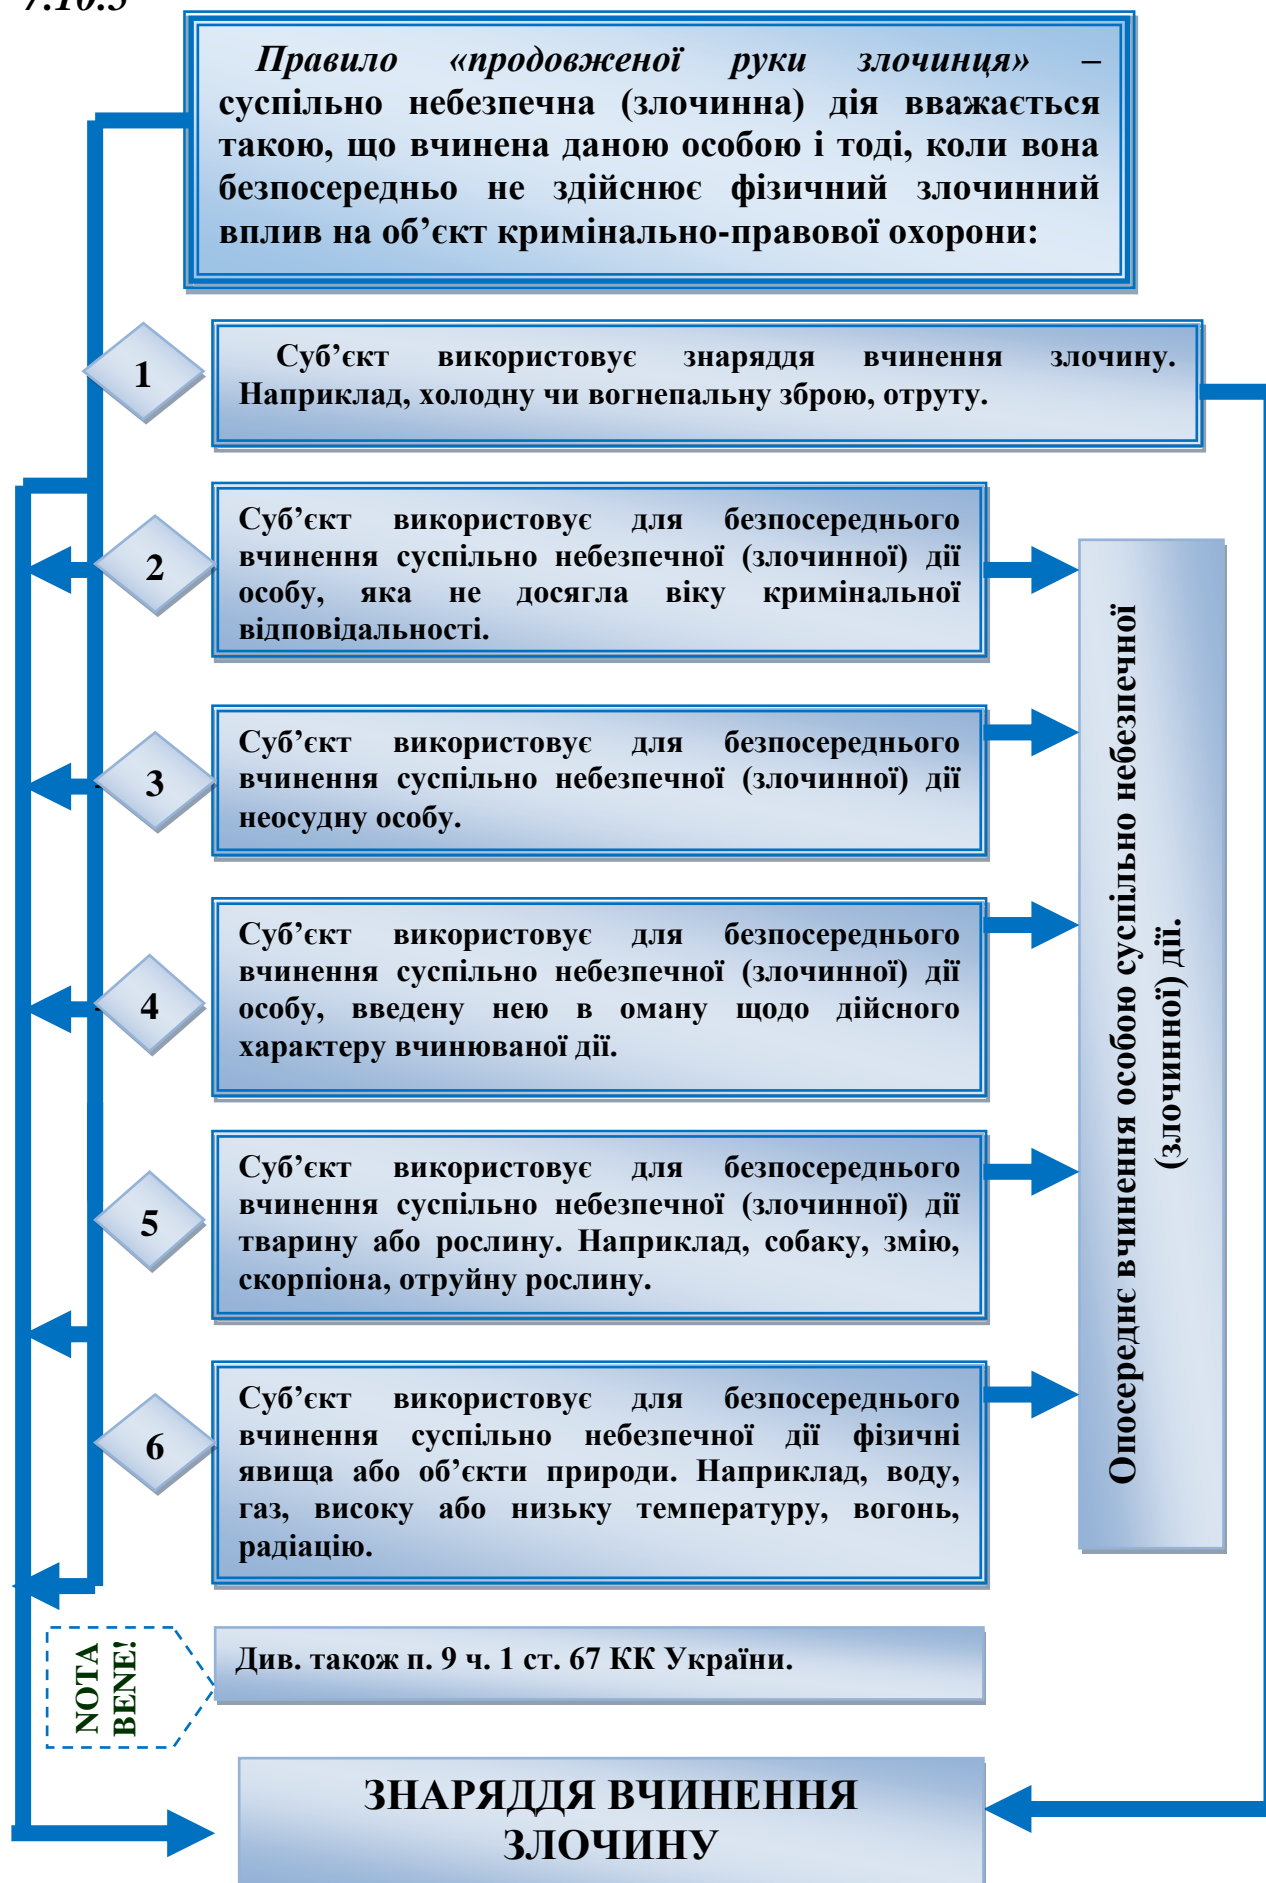 7.10.3
Правило «продовженої руки злочинця» –
суспільно небезпечна (злочинна) дія вважається
такою, що вчинена даною особою і тоді, коли вона
безпосередньо не здійснює фізичний злочинний
вплив на об’єкт кримінально-правової охорони:
1
Суб’єкт використовує знаряддя вчинення злочину.
Наприклад, холодну чи вогнепальну зброю, отруту.
2
Суб’єкт використовує для безпосереднього
вчинення суспільно небезпечної (злочинної) дії
особу, яка не досягла віку кримінальної
відповідальності.
3
Суб’єкт використовує для безпосереднього
вчинення суспільно небезпечної (злочинної) дії
неосудну особу.
4
Суб’єкт використовує для безпосереднього
вчинення суспільно небезпечної (злочинної) дії
особу, введену нею в оману щодо дійсного
характеру вчинюваної дії.
5
Суб’єкт використовує для безпосереднього
вчинення суспільно небезпечної (злочинної) дії
тварину або рослину. Наприклад, собаку, змію,
скорпіона, отруйну рослину.
6
Суб’єкт використовує для безпосереднього
вчинення суспільно небезпечної дії фізичні
явища або об’єкти природи. Наприклад, воду,
газ, високу або низьку температуру, вогонь,
радіацію.
Опосереднє вчинення особою суспільно небезпечної
(злочинної) дії.
NOTA
BENE!
Див. також п. 9 ч. 1 ст. 67 КК України.
ЗНАРЯДДЯ ВЧИНЕННЯ
ЗЛОЧИНУ